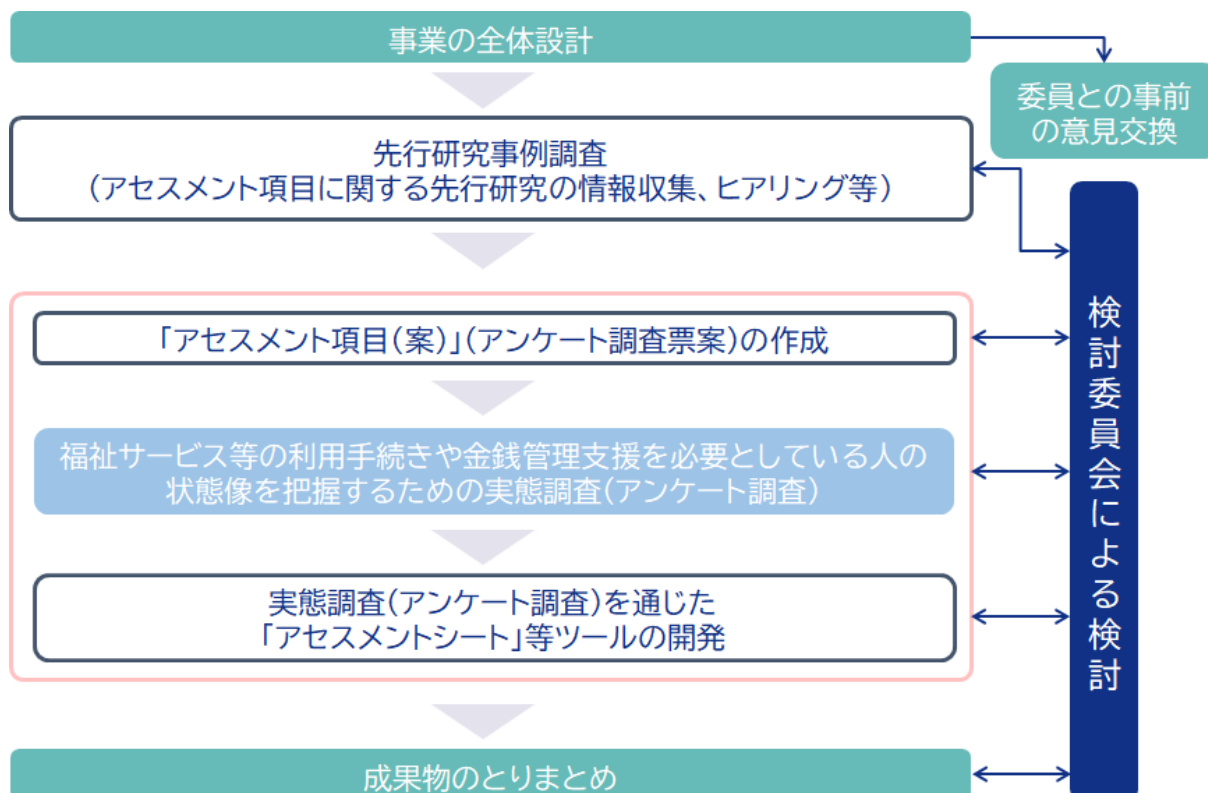 事業の全体設計
委員との事前
の意見交換
先行研究事例調査
（アセスメント項目に関する先行研究の情報収集、ヒアリング等）
「アセスメント項目（案）」（アンケート調査票案）の作成
福祉サービス等の利用手続きや金銭管理支援を必要としている人の
状態像を把握するための実態調査（アンケート調査）
実態調査（アンケート調査）を通じた
「アセスメントシート」等ツールの開発
検討委員会による検討
成果物のとりまとめ